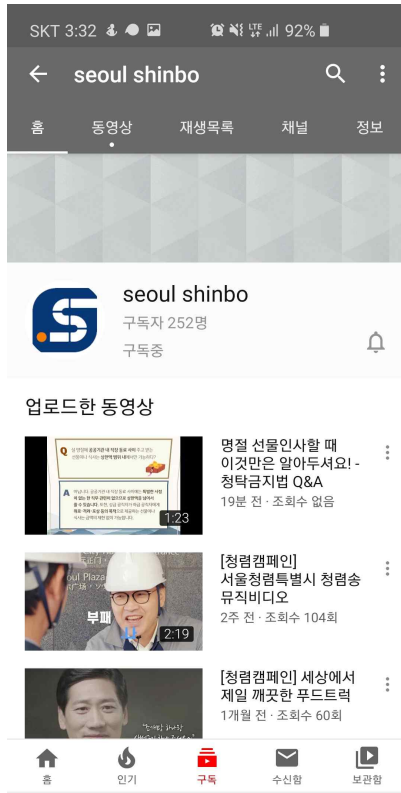 SKT 3:32
LTE 92%
seoul shinbo
홈 동영상 재생목록 채널 정보
S
seoul shinbo
구독자 252명
구독중
업로드한 동영상
Q
A
1:23
명절 선물인사할 때
이것만은 알아두셔요! -
청탁금지법 Q&A
19분 전 · 조회수 없음
oul Plaza
부패
2:19
[청렴캠페인]
서울청렴특별시 청렴송
뮤직비디오
2주 전 · 조회수 104회
[청렴캠페인] 세상에서
제일 깨끗한 푸드트럭
1개월 전 · 조회수 60회
홈 인기 구독 수신함 보관함